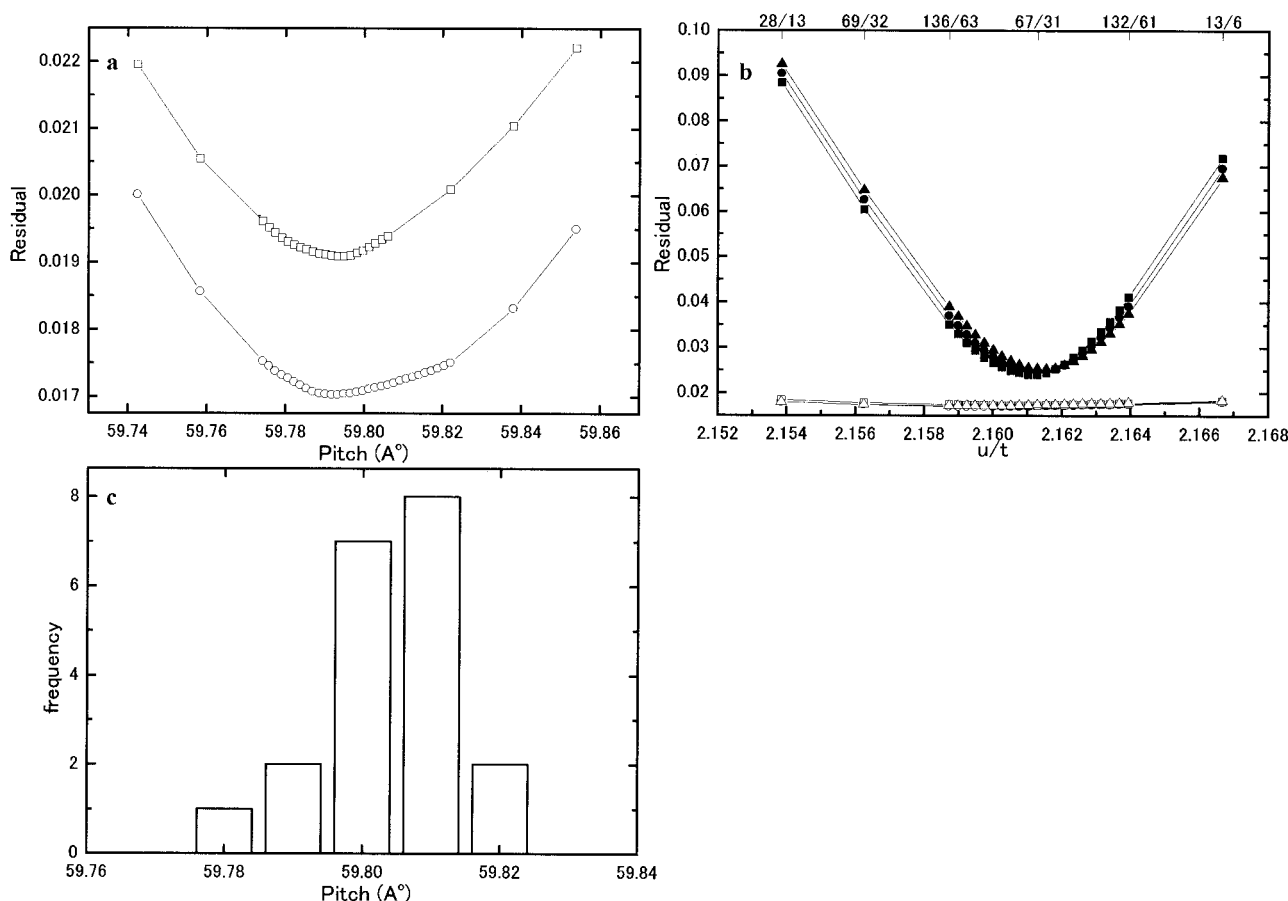 a
0.022
0.021
0.020
0.019
0.018
0.017
Residual
59.74 59.76 59.78 59.80 59.82 59.84 59.86
Pitch (A°)
28/13 69/32 136/63 67/31 132/61 13/6
b
0.10
0.09
0.08
0.07
0.06
0.05
0.04
0.03
0.02
Residual
2.152 2.154 2.156 2.158 2.160 2.162 2.164 2.166 2.168
u/t
c
8
6
4
2
0
frequency
59.76 59.78 59.80 59.82 59.84
Pitch (A°)